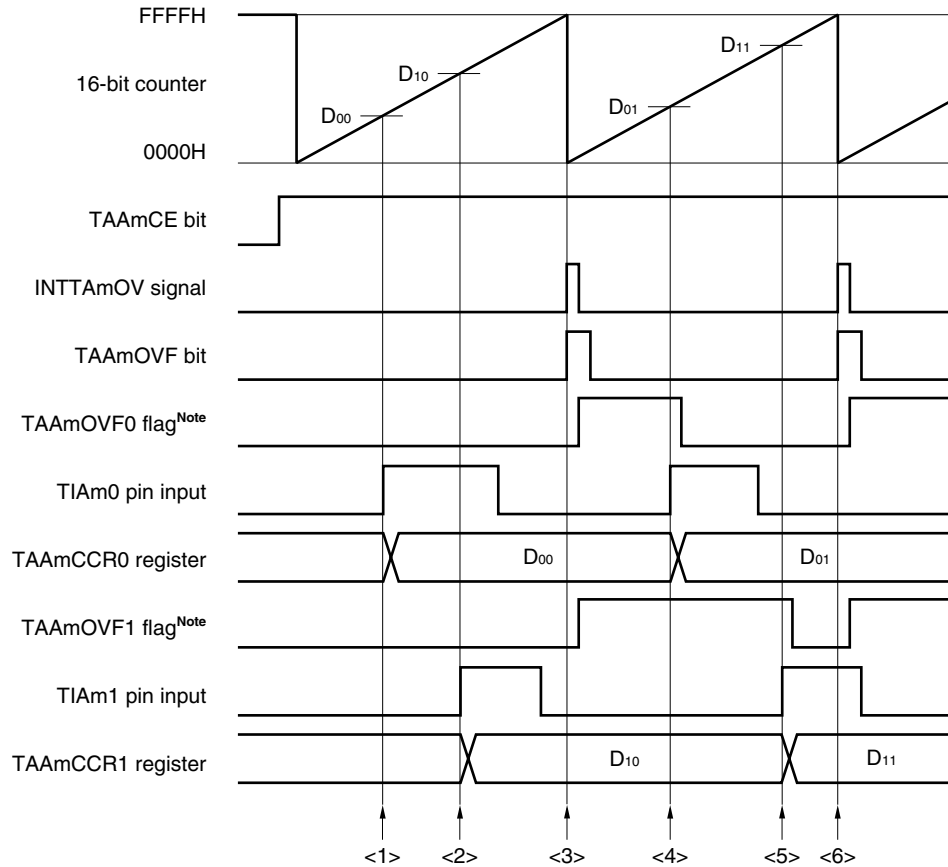 FFFFH
D11
D10
16-bit counter
D01
D00
0000H
TAAmCE bit
INTTAmOV signal
TAAmOVF bit
TAAmOVF0 flagNote
TIAm0 pin input
TAAmCCR0 register D00 D01
TAAmOVF1 flagNote
TIAm1 pin input
TAAmCCR1 register D10 D11
<1> <2> <3> <4> <5> <6>